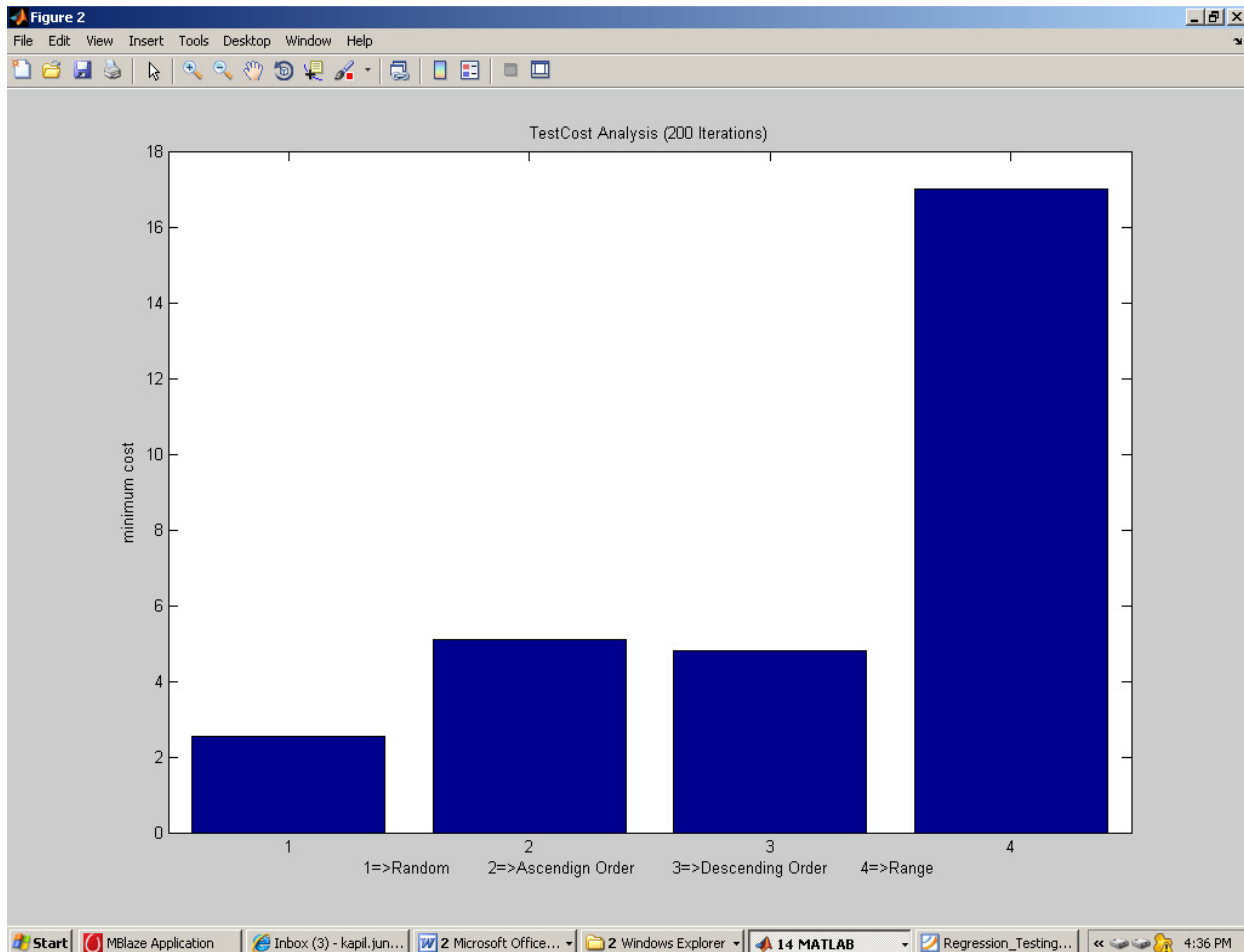 Figure 2
File Edit View Insert Tools Desktop Window Help
TestCost Analysis (200 Iterations)
18
16
14
12
10
8
6
4
2
0
minimum cost
1 2 3 4
1=>Random 2=>Ascendign Order 3=>Descending Order 4=>Range
Start MBlaze Application Inbox (3) - kapil.jun... 2 Microsoft Office... 2 Windows Explorer 14 MATLAB Regression_Testing... « 4:36 PM